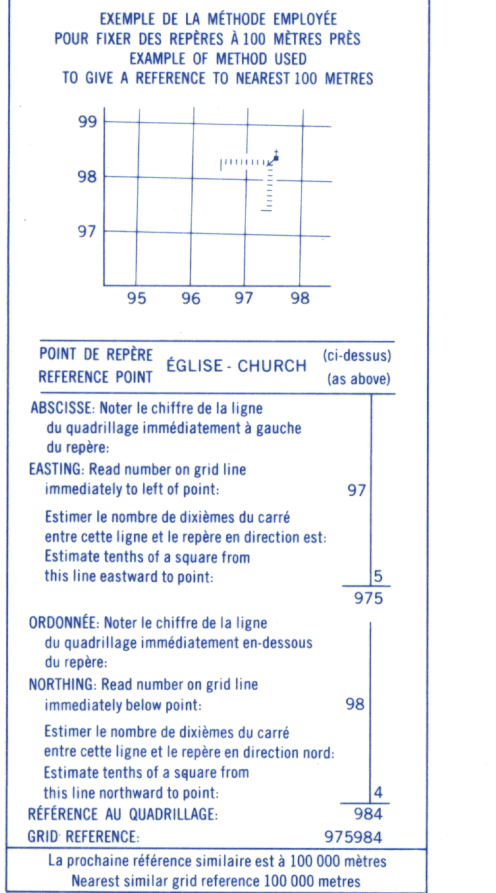 EXEMPLE DE LA MÉTHODE EMPLOYÉE
POUR FIXER DES REPÈRES À 100 MÈTRES PRÈS
EXAMPLE OF METHOD USED
TO GIVE A REFERENCE TO NEAREST 100 METRES
99
98
97
95 96 97 98
POINT DE REPÈRE
REFERENCE POINT
ÉGLISE - CHURCH
(ci-dessus)
(as above)
ABSCISSE: Noter le chiffre de la ligne
du quadrillage immédiatement à gauche
du repère:
EASTING: Read number on grid line
immediately to left of point: 97
Estimer le nombre de dixièmes du carré
entre cette ligne et le repère en direction est:
Estimate tenths of a square from
this line eastward to point: 5
975
ORDONNÉE: Noter le chiffre de la ligne
du quadrillage immédiatement en-dessous
du repère:
NORTHING: Read number on grid line
immediately below point: 98
Estimer le nombre de dixièmes du carré
entre cette ligne et le repère en direction nord:
Estimate tenths of a square from
this line northward to point: 4
RÉFÉRENCE AU QUADRILLAGE: 984
GRID REFERENCE: 975984
La prochaine référence similaire est à 100 000 mètres
Nearest similar grid reference 100 000 metres